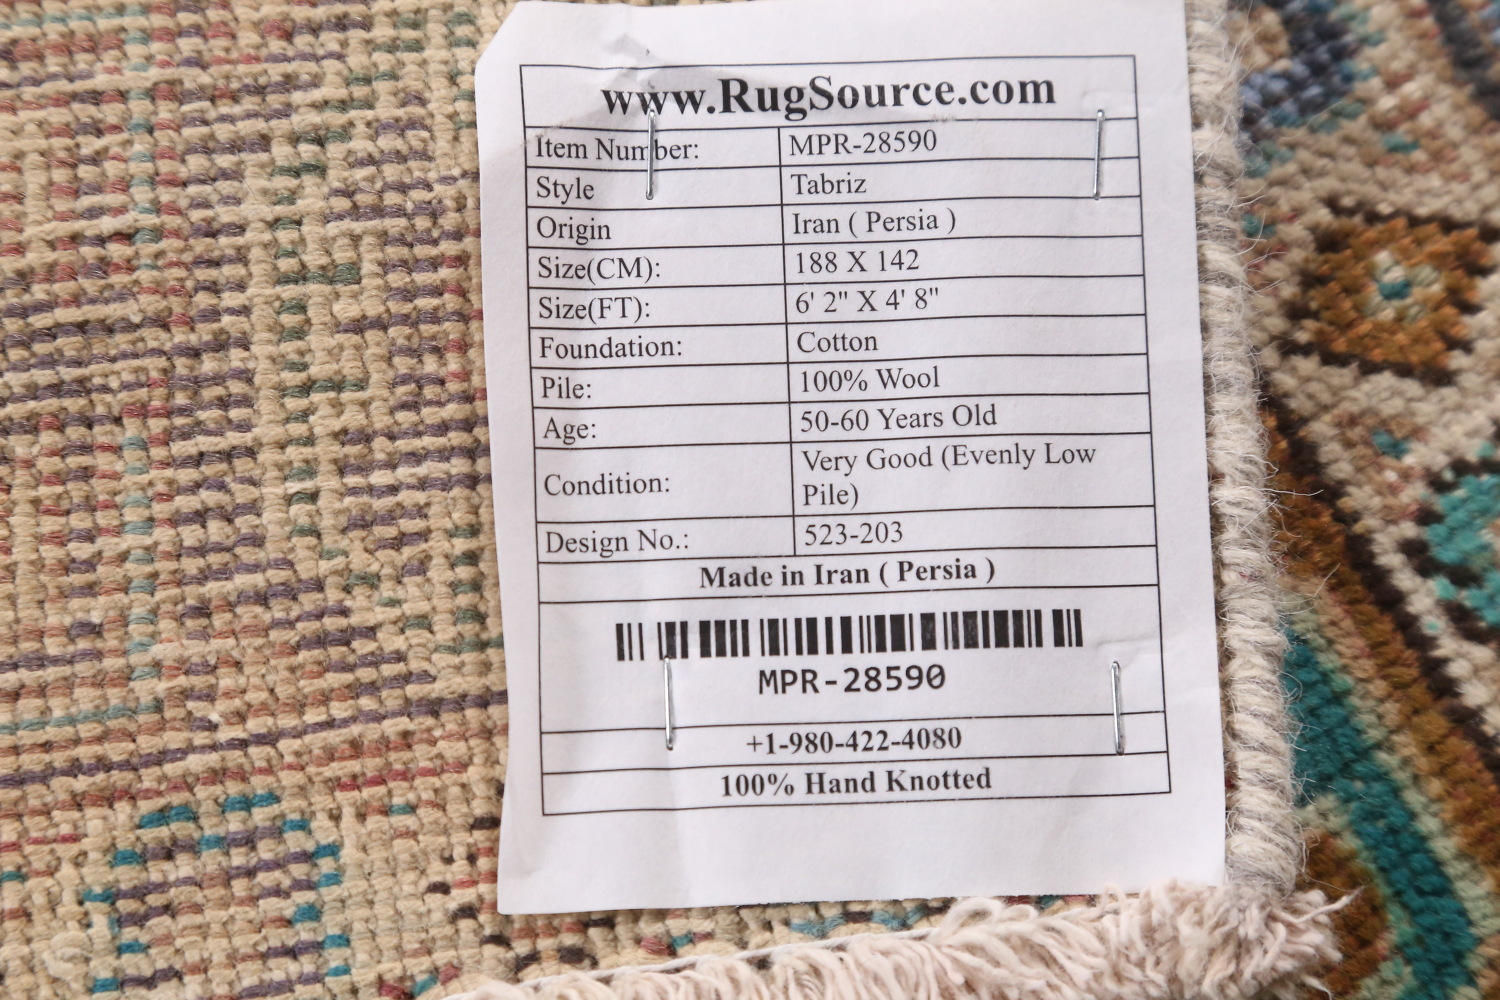 www.RugSource.com
Item Number: MPR-28590
Style Tabriz
Origin Iran ( Persia )
Size(CM): 188 X 142
Size(FT): 6' 2" X 4' 8"
Foundation: Cotton
Pile: 100% Wool
Age: 50-60 Years Old
Condition: Very Good (Evenly Low
Pile)
Design No.: 523-203
Made in Iran ( Persia )
MPR-28590
+1-980-422-4080
100% Hand Knotted